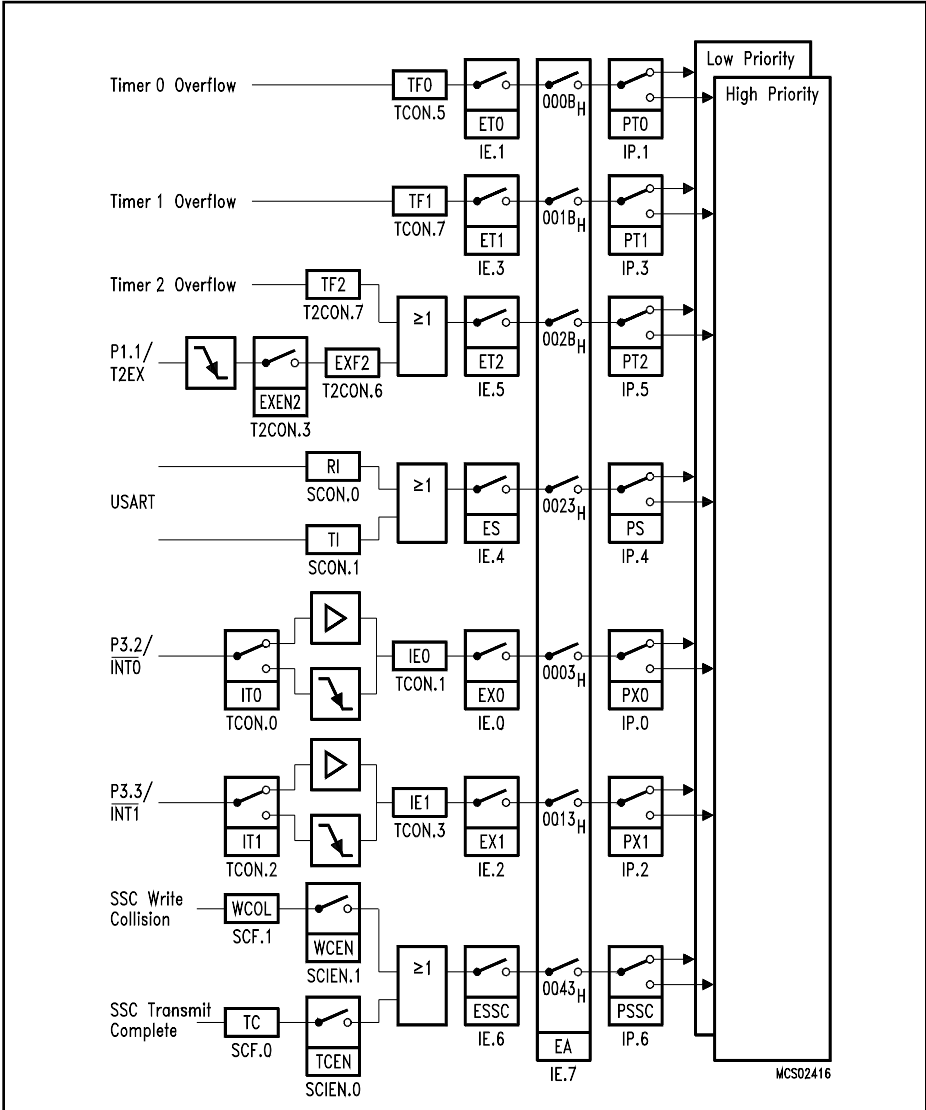 Low Priority
High Priority
Timer 0 Overflow
TF0
TCON.5
ET0
IE.1
000BH
PT0
IP.1
Timer 1 Overflow
TF1
TCON.7
ET1
IE.3
001BH
PT1
IP.3
Timer 2 Overflow
TF2
T2CON.7
P1.1/
T2EX
EXEN2
T2CON.3
EXF2
T2CON.6
≥1
ET2
IE.5
002BH
PT2
IP.5
USART
RI
SCON.0
TI
SCON.1
≥1
ES
IE.4
0023H
PS
IP.4
P3.2/
INT0
IT0
TCON.0
IE0
TCON.1
EX0
IE.0
0003H
PX0
IP.0
P3.3/
INT1
IT1
TCON.2
IE1
TCON.3
EX1
IE.2
0013H
PX1
IP.2
SSC Write
Collision
WCOL
SCF.1
WCEN
SCIEN.1
SSC Transmit
Complete
TC
SCF.0
TCEN
SCIEN.0
≥1
ESSC
IE.6
0043H
EA
IE.7
PSSC
IP.6
MCS02416